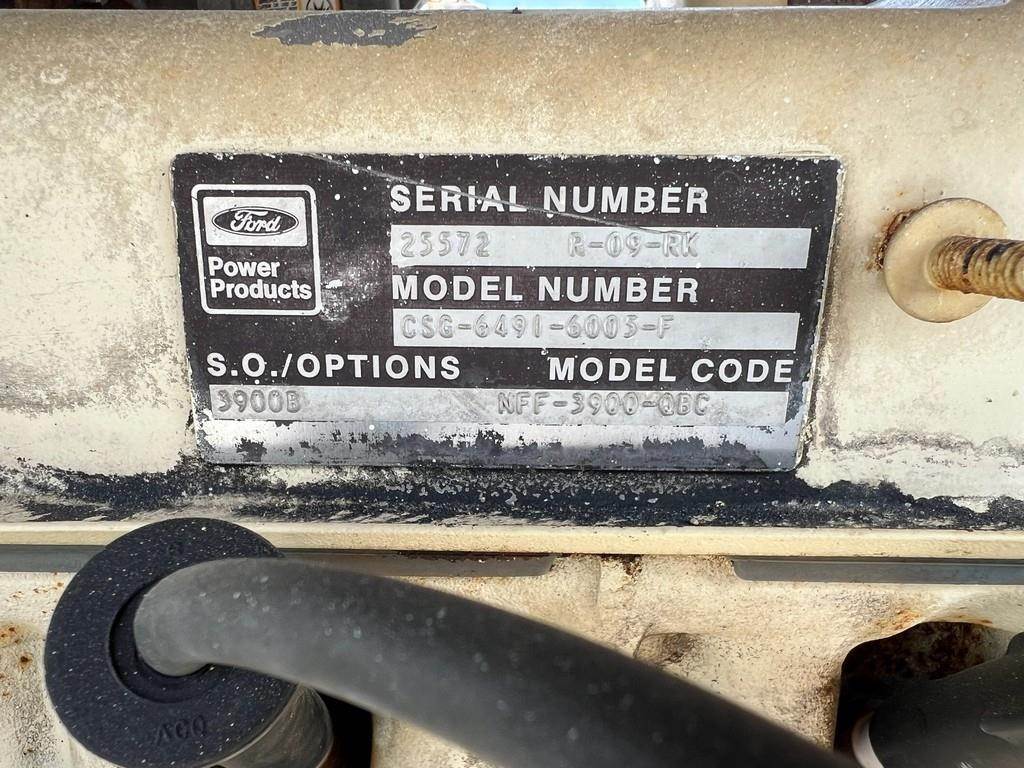 Ford
Power
Products
SERIAL NUMBER
25572 R-09-RK
MODEL NUMBER
CSG-649I-6005-F
S.O./OPTIONS MODEL CODE
3900B NFF-3900-QBC